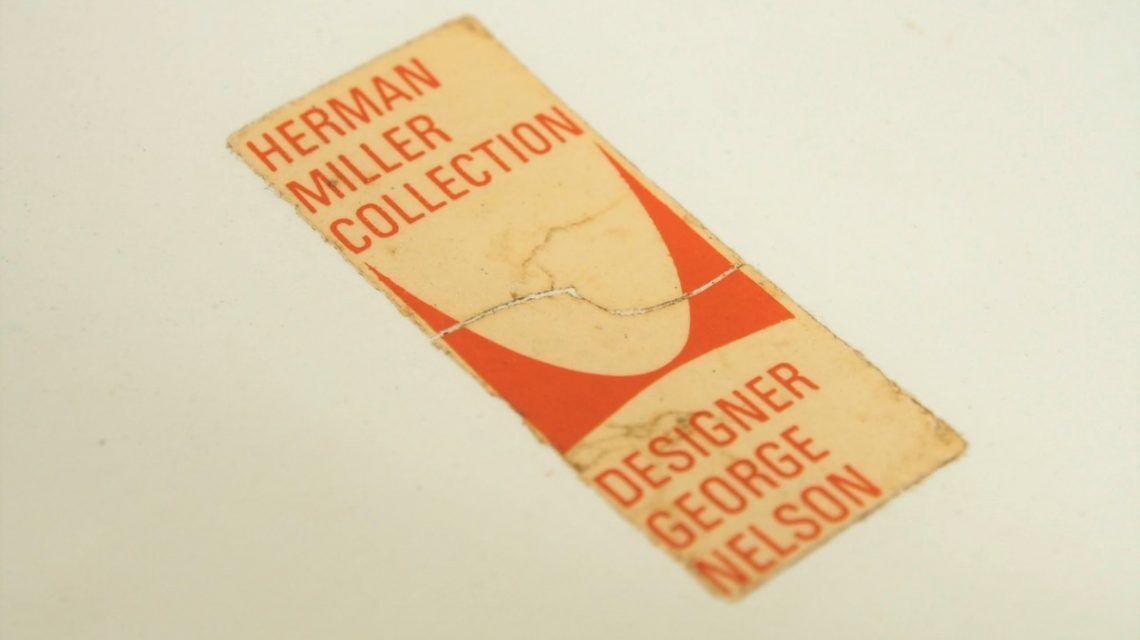 HERMAN
MILLER
COLLECTION
DESIGNER
GEORGE
NELSON